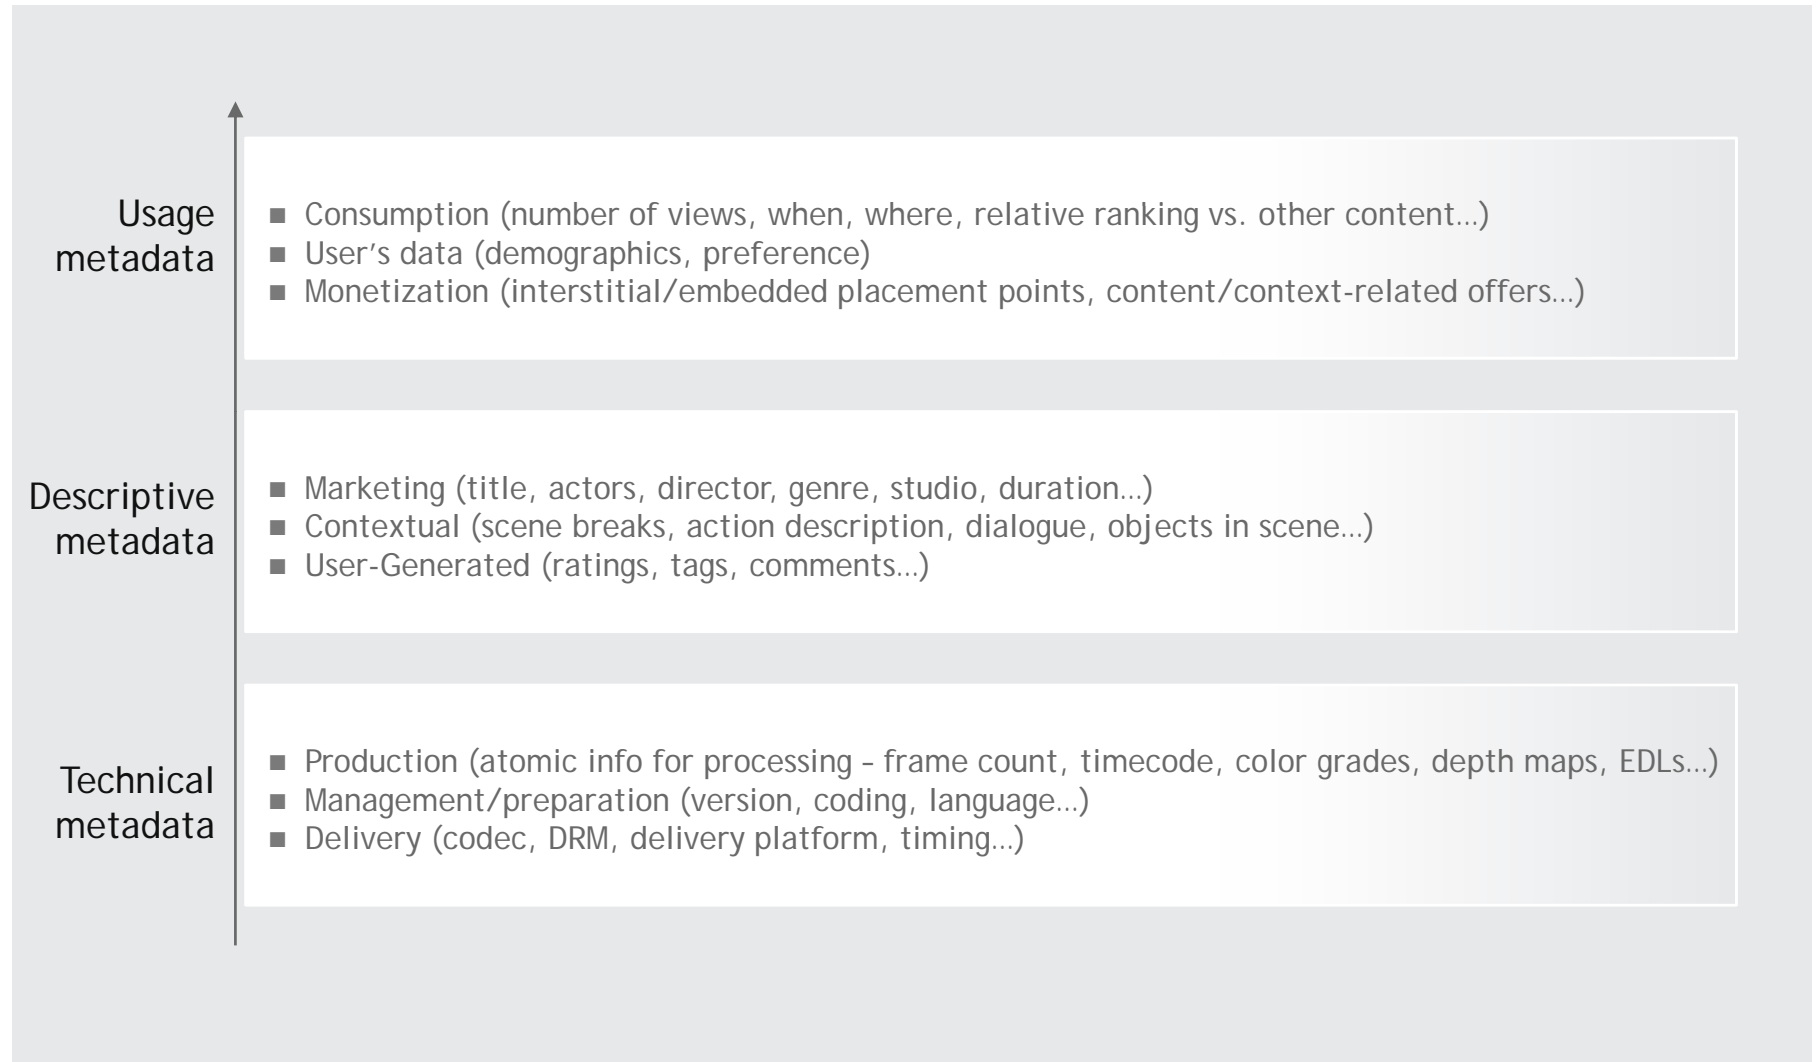 Usage
metadata
■ Consumption (number of views, when, where, relative ranking vs. other content…)
■ User’s data (demographics, preference)
■ Monetization (interstitial/embedded placement points, content/context-related offers…)
Descriptive
metadata
■ Marketing (title, actors, director, genre, studio, duration…)
■ Contextual (scene breaks, action description, dialogue, objects in scene…)
■ User-Generated (ratings, tags, comments…)
Technical
metadata
■ Production (atomic info for processing – frame count, timecode, color grades, depth maps, EDLs…)
■ Management/preparation (version, coding, language…)
■ Delivery (codec, DRM, delivery platform, timing…)